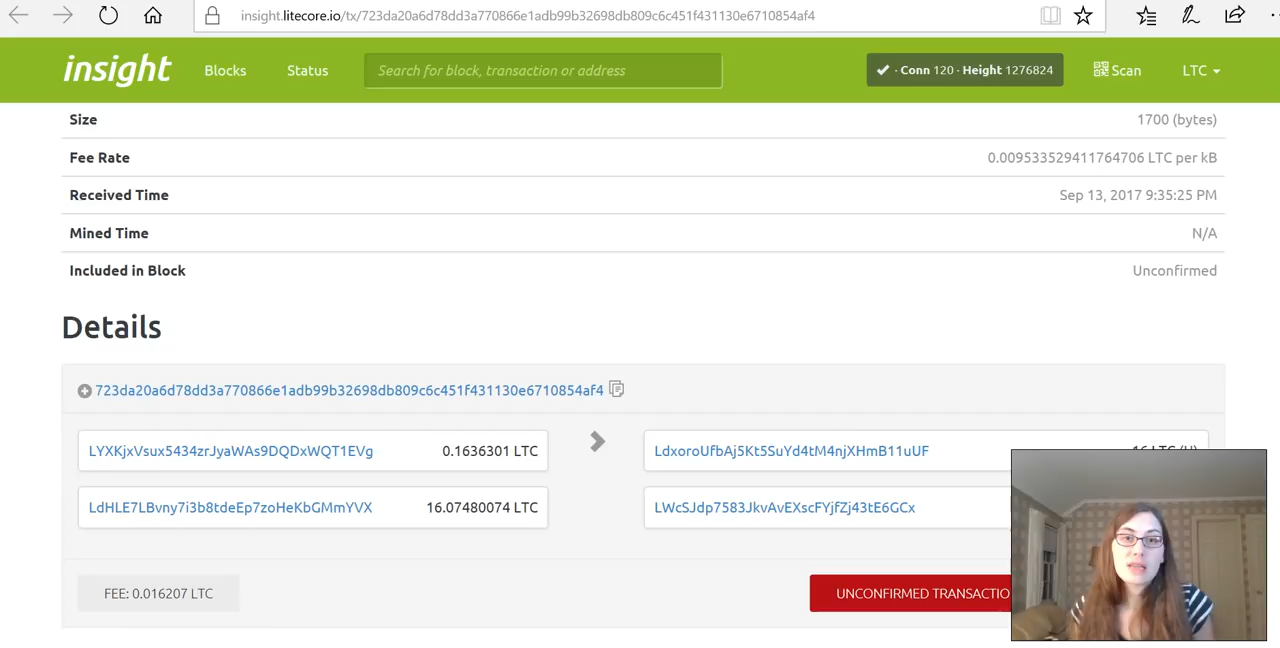 insight.litecore.io/tx/723da20a6d78dd3a770866e1adb99b32698db809c6c451f431130e6710854af4
insight Blocks Status Search for block, transaction or address ✔ · Conn 120 · Height 1276824 Scan LTC
Size 1700 (bytes)
Fee Rate 0.009533529411764706 LTC per kB
Received Time Sep 13, 2017 9:35:25 PM
Mined Time N/A
Included in Block Unconfirmed
Details
723da20a6d78dd3a770866e1adb99b32698db809c6c451f431130e6710854af4
LYXKjxVsux5434zrJyaWAs9DQDxWQT1EVg 0.1636301 LTC LdxoroUfbAj5Kt5SuYd4tM4njXHmB11uUF 16 LTC (U)
LdHLE7LBvny7i3b8tdeEp7zoHeKbGMmYVX 16.07480074 LTC LWcSJdp7583JkvAvEXscFYjfZj43tE6GCx
FEE: 0.016207 LTC UNCONFIRMED TRANSACTIO